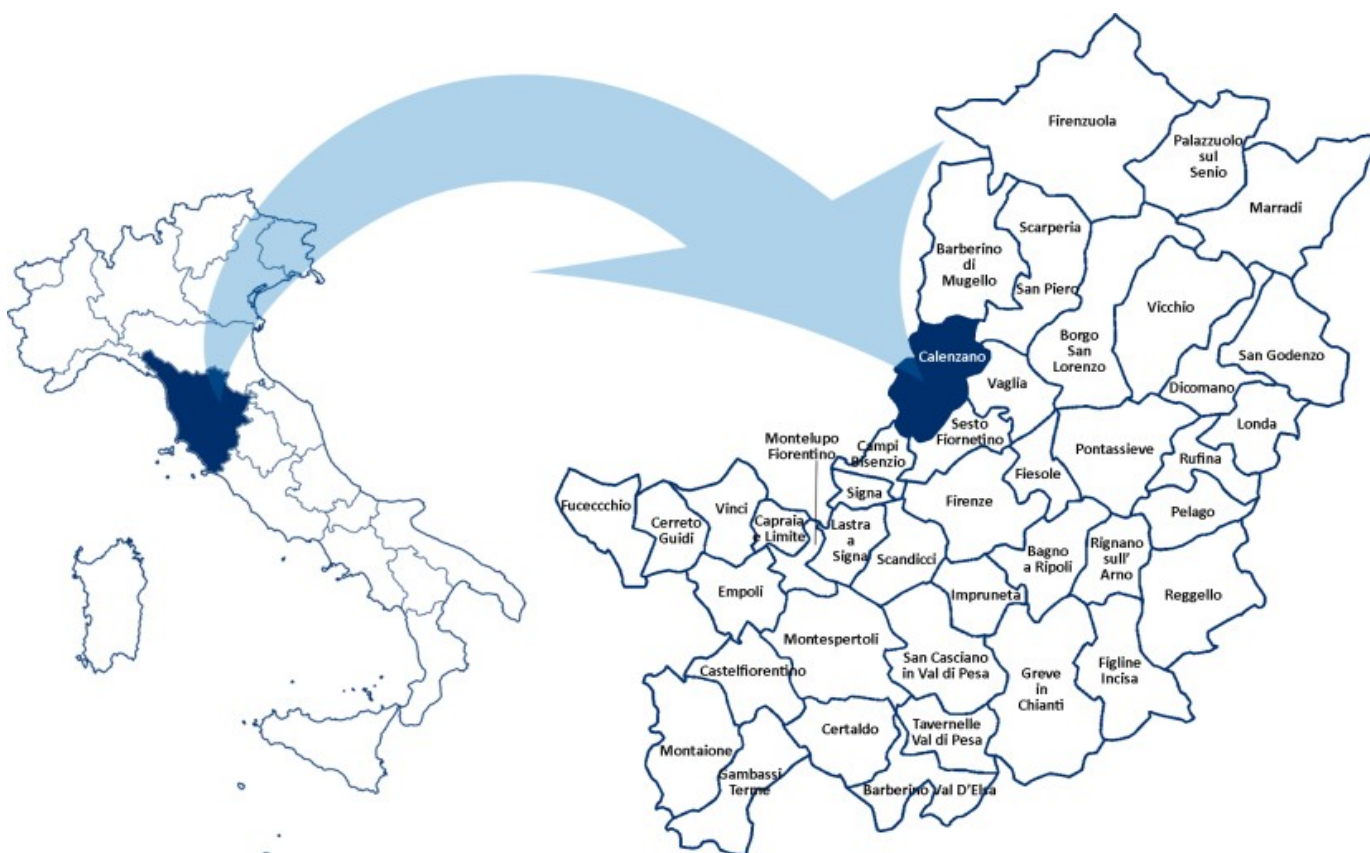 Firenzuola
Palazzuolo
sul
Senio
Marradi
Scarperia
Barberino
di
Mugello
San Piero
Vicchio
Borgo
San
Lorenzo
San Godenzo
Calenzano
Vaglia
Dicomano
Londa
Sesto
Fiornetino
Montelupo
Fiorentino
Campi
Bisenzio
Pontassieve
Rufina
Fiesole
Signa
Firenze
Pelago
Fuceccchio
Cerreto
Guidi
Vinci
Capraia
e Limite
Lastra
a
Signa
Scandicci
Bagno
a Ripoli
Rignano
sull'
Arno
Empoli
Impruneta
Reggello
Montespertoli
San Casciano
in Val di Pesa
Greve
in
Chianti
Figline
Incisa
Castelfiorentino
Certaldo
Tavernelle
Val di Pesa
Montaione
Gambassi
Terme
Barberino Val D'Elsa